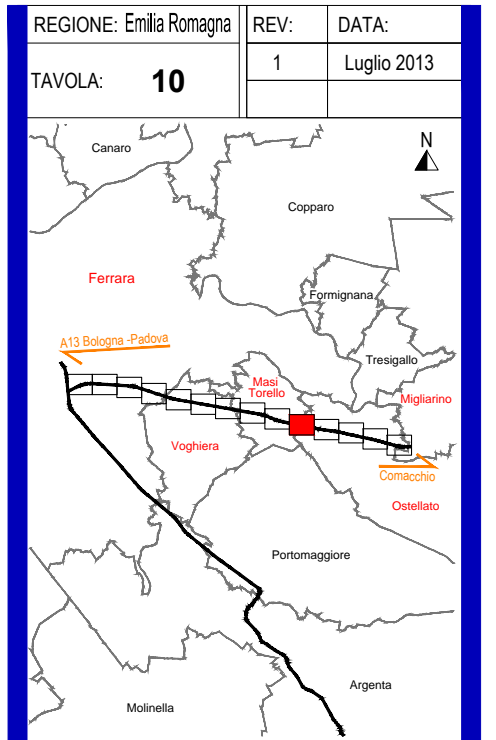 REGIONE: Emilia Romagna
REV:
DATA:
TAVOLA: 10
1
Luglio 2013
Canaro
N
Copparo
Ferrara
Formignana
A13 Bologna -Padova
Tresigallo
Masi
Torello
Migliarino
Voghiera
Comacchio
Ostellato
Portomaggiore
Argenta
Molinella